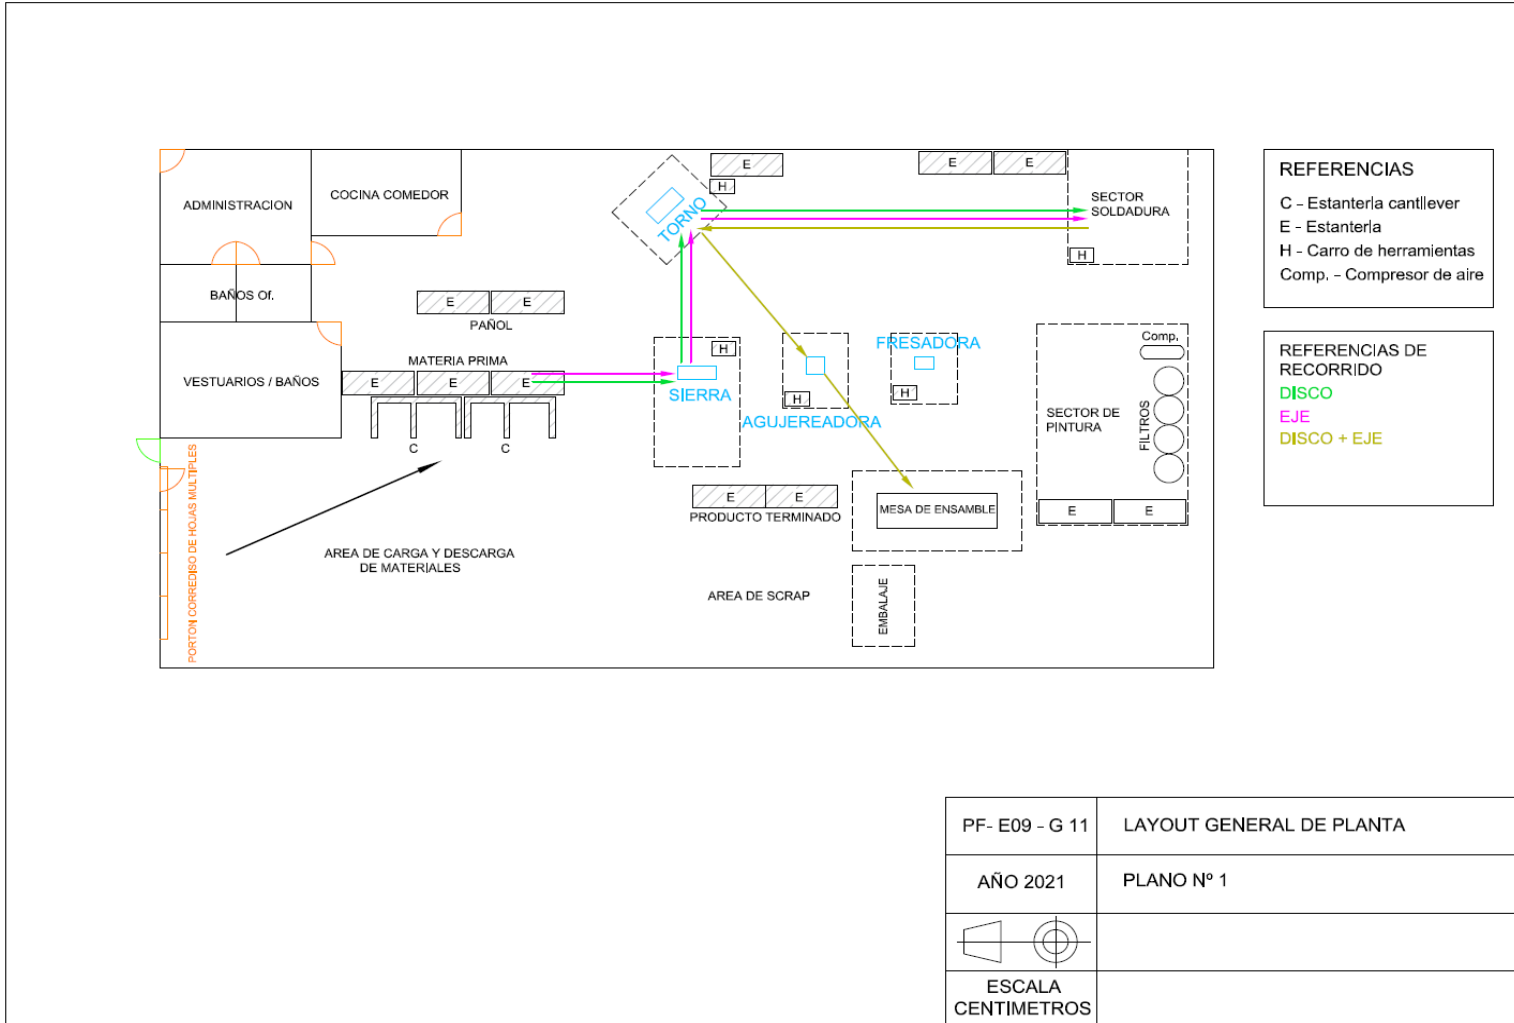 ADMINISTRACION
COCINA COMEDOR
BAÑOS Of.
VESTUARIOS / BAÑOS
E
E
PAÑOL
MATERIA PRIMA
E
E
E
C
C
PORTON CORREDISO DE HOJAS MULTIPLES
AREA DE CARGA Y DESCARGA
DE MATERIALES
TORNO
E
H
E
E
SECTOR
SOLDADURA
H
H
SIERRA
H
AGUJEREADORA
FRESADORA
H
Comp.
SECTOR DE
PINTURA
FILTROS
E
E
E
E
PRODUCTO TERMINADO
MESA DE ENSAMBLE
AREA DE SCRAP
EMBALAJE
REFERENCIAS
C - Estanteria cantilever
E - Estanteria
H - Carro de herramientas
Comp. - Compresor de aire
REFERENCIAS DE
RECORRIDO
DISCO
EJE
DISCO + EJE
PF- E09 - G 11
LAYOUT GENERAL DE PLANTA
AÑO 2021
PLANO Nº 1
ESCALA
CENTIMETROS